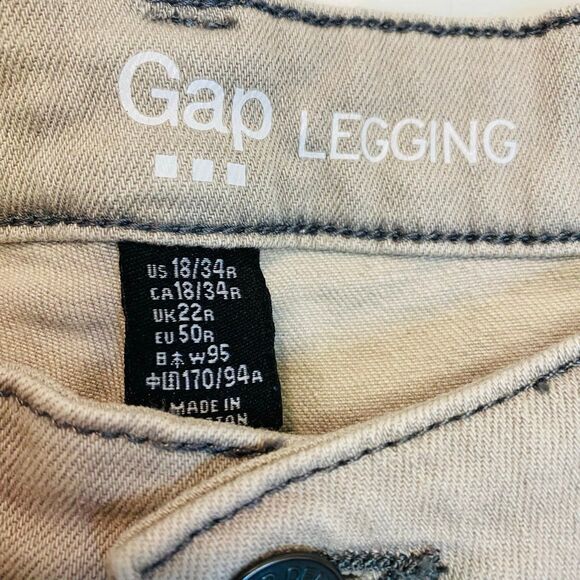 Gap LEGGING
US 18/34R
CA 18/34R
UK 22R
EU 50R
日本 W95
中国 170/94A
MADE IN